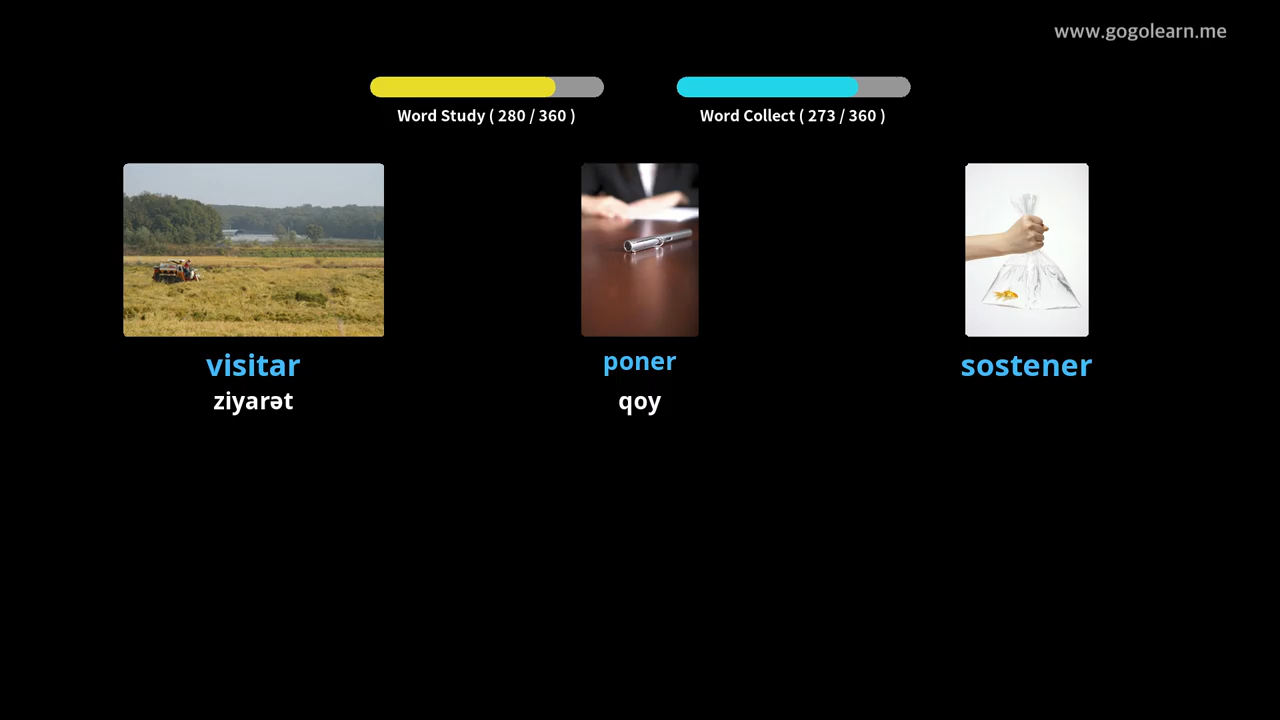 www.gogolearn.me
Word Study ( 280 / 360 )
Word Collect ( 273 / 360 )
visitar
ziyarət
poner
qoy
sostener